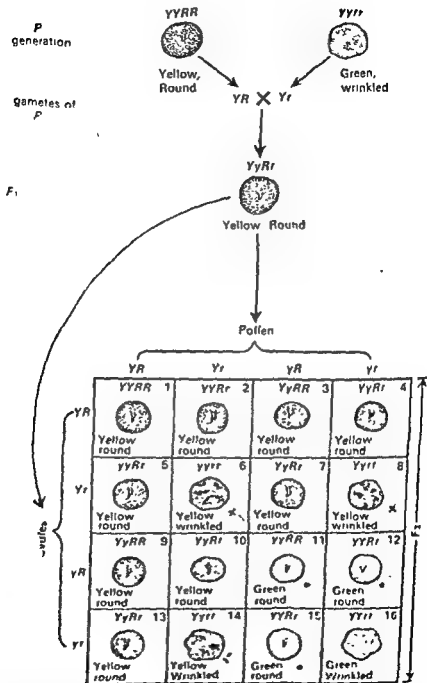 P
generation
YYRR
yyrr
Yellow,
Round
Green,
wrinkled
gametes of
P
YR X Yr
YyRr
F₁
Yellow Round
Pollen
YR Yr yR yr
YR
YYRR 1
Yellow
round
YYRr 2
Yellow
round
YyRR 3
Yellow
round
YyRr 4
Yellow
round
Yr
YYRr 5
Yellow
round
YYrr 6
Yellow
Wrinkled
YyRr 7
Yellow
round
Yyrr 8
Yellow
Wrinkled
F₂
yR
YyRR 9
Yellow
round
YyRr 10
Yellow
round
yyRR 11
Green
round
yyRr 12
Green
round
yr
YyRr 13
Yellow
round
Yyrr 14
Yellow
Wrinkled
yyRr 15
Green
round
yyrr 16
Green
Wrinkled